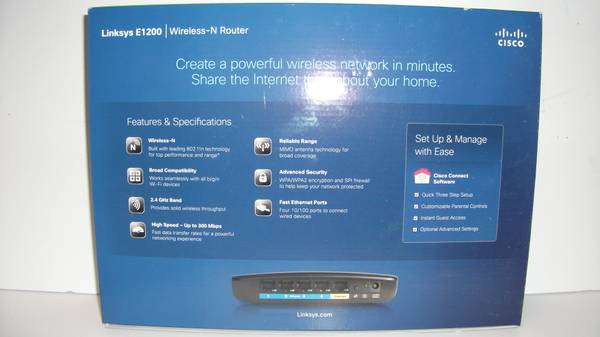 Linksys E1200 | Wireless-N Router
CISCO
Create a powerful wireless network in minutes.
Share the Internet throughout your home.
Features & Specifications
Wireless-N
Built with leading 802.11n technology
for top performance and range*
Broad Compatibility
Works seamlessly with all b/g/n
Wi-Fi devices
2.4 GHz Band
Provides solid wireless throughput
High Speed – Up to 300 Mbps
Fast data transfer rates for a powerful
networking experience
Reliable Range
MIMO antenna technology for
broad coverage
Advanced Security
WPA/WPA2 encryption and SPI firewall
to help keep your network protected
Fast Ethernet Ports
Four 10/100 ports to connect
wired devices
Set Up & Manage
with Ease
Cisco Connect
Software
Quick Three Step Setup
Customizable Parental Controls
Instant Guest Access
Optional Advanced Settings
Linksys.com